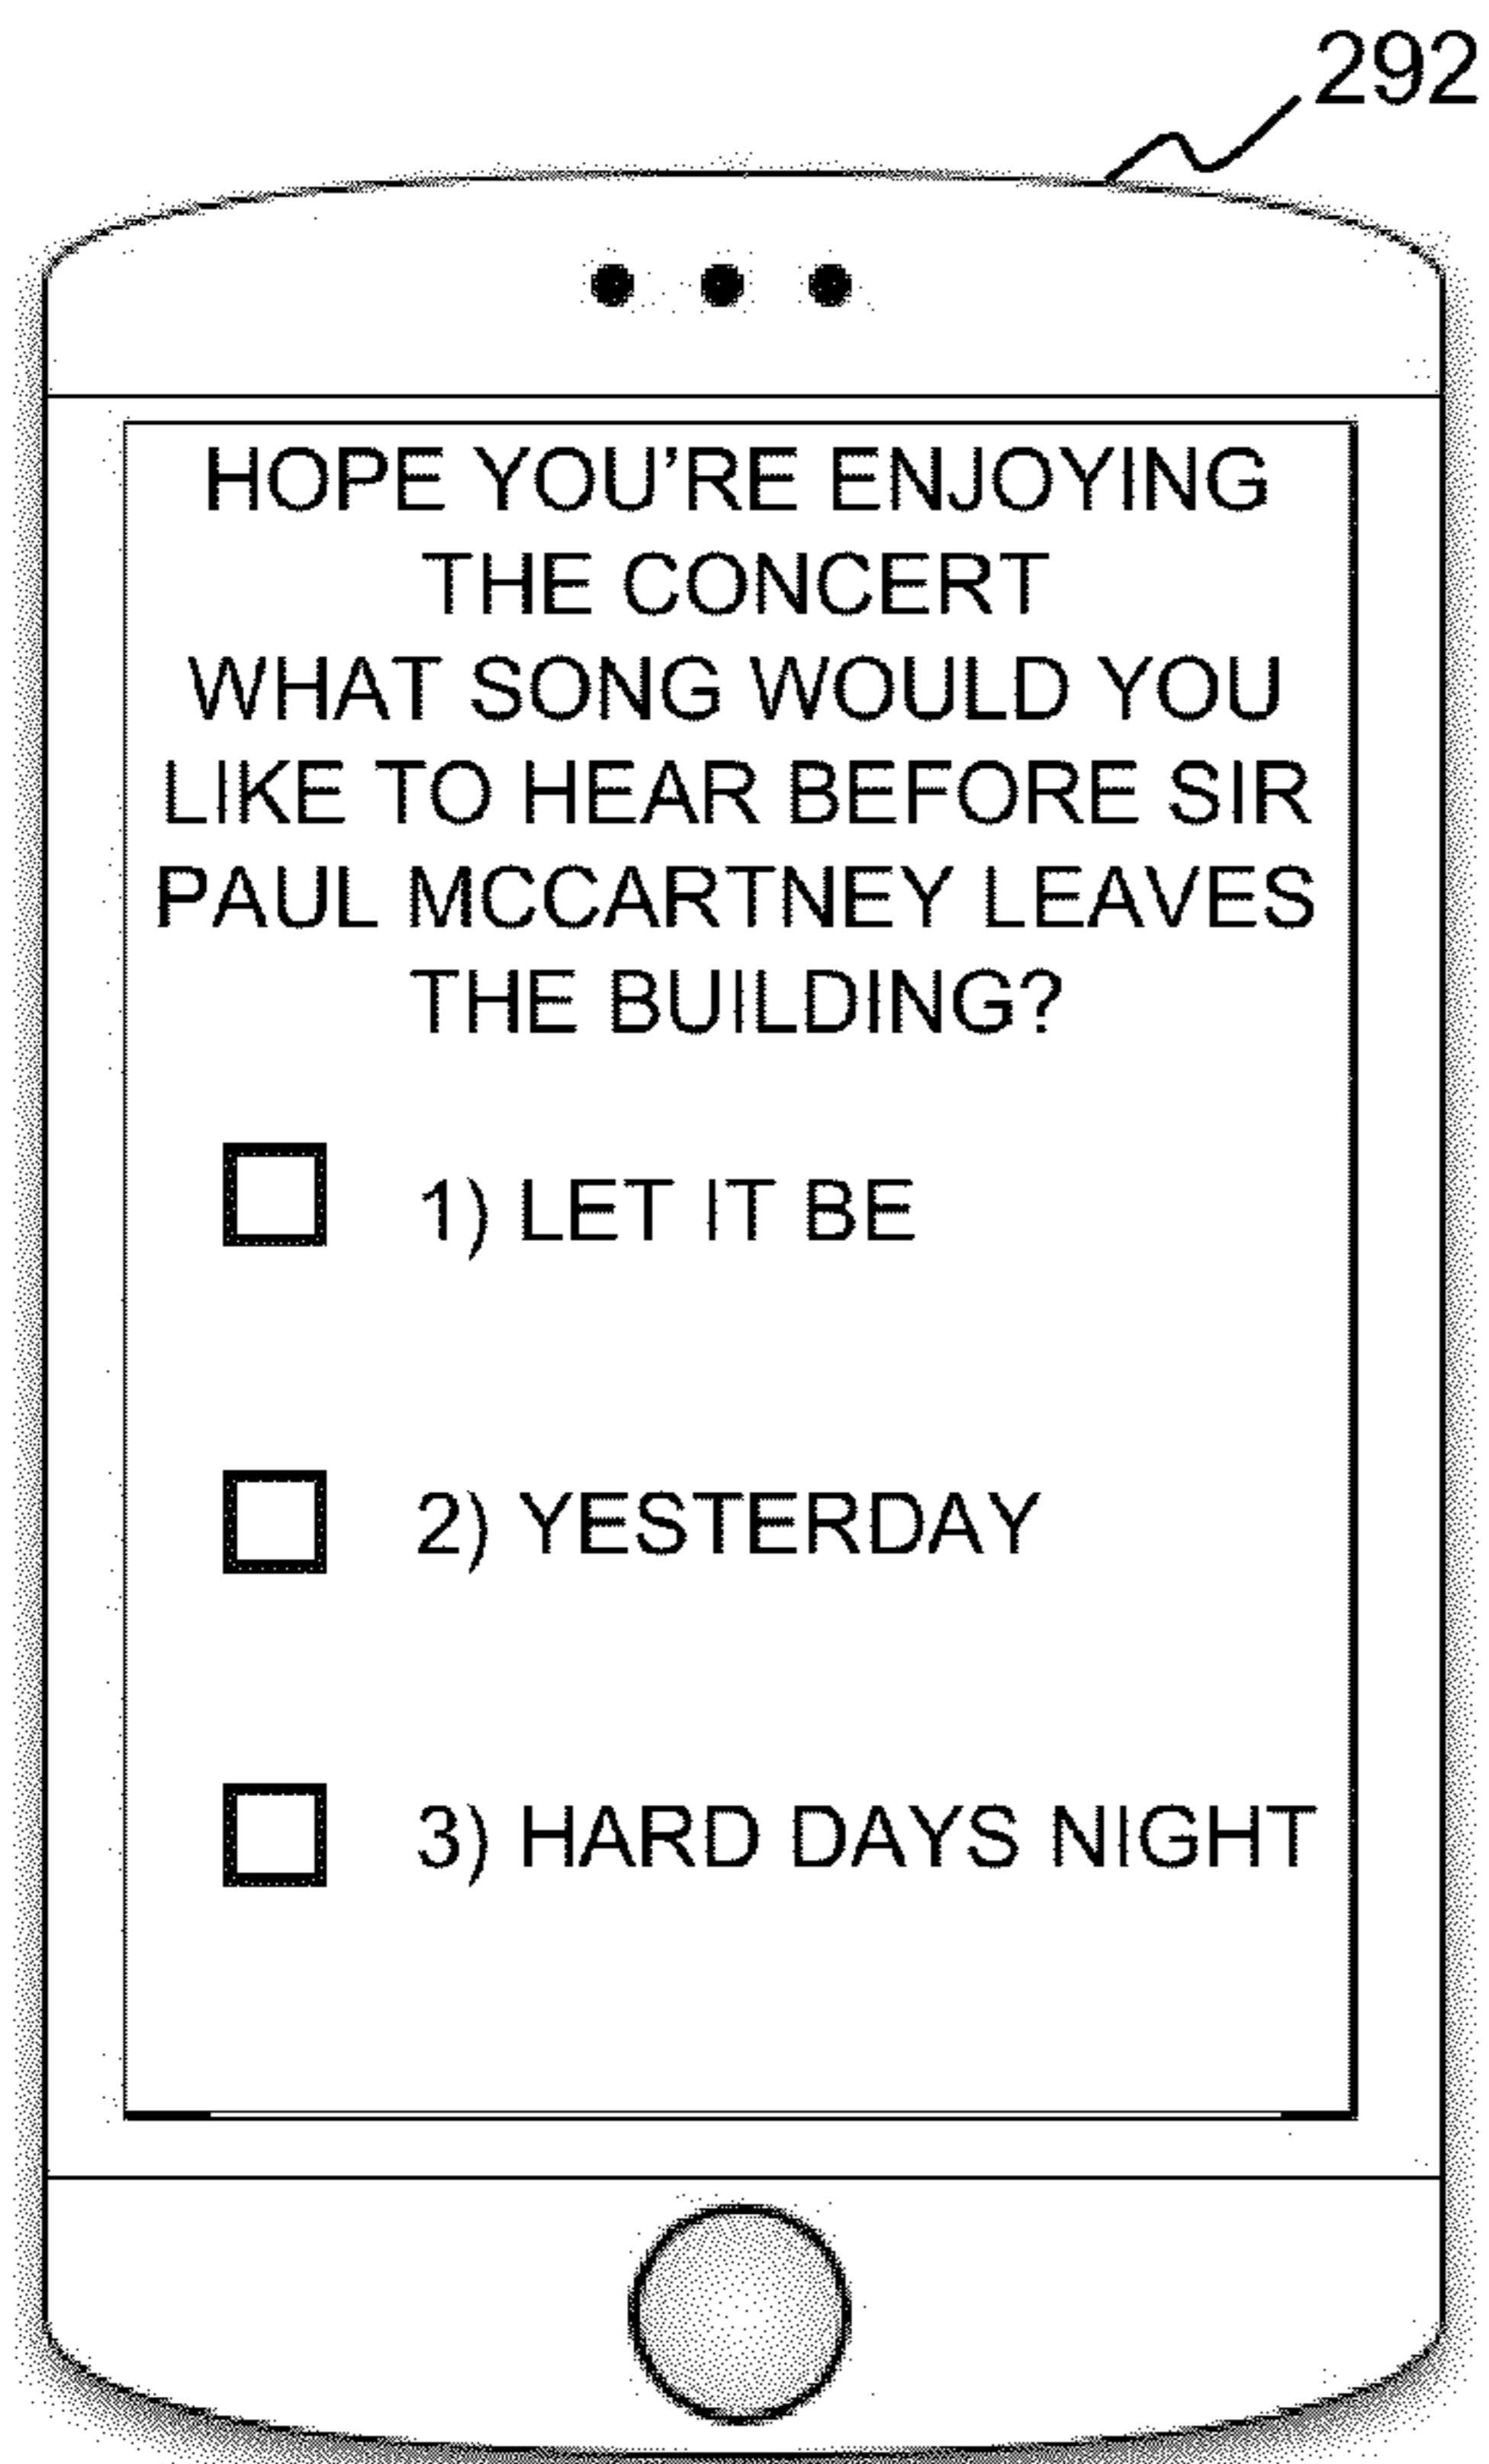 292
HOPE YOU'RE ENJOYING
THE CONCERT
WHAT SONG WOULD YOU
LIKE TO HEAR BEFORE SIR
PAUL MCCARTNEY LEAVES
THE BUILDING?
1) LET IT BE
2) YESTERDAY
3) HARD DAYS NIGHT